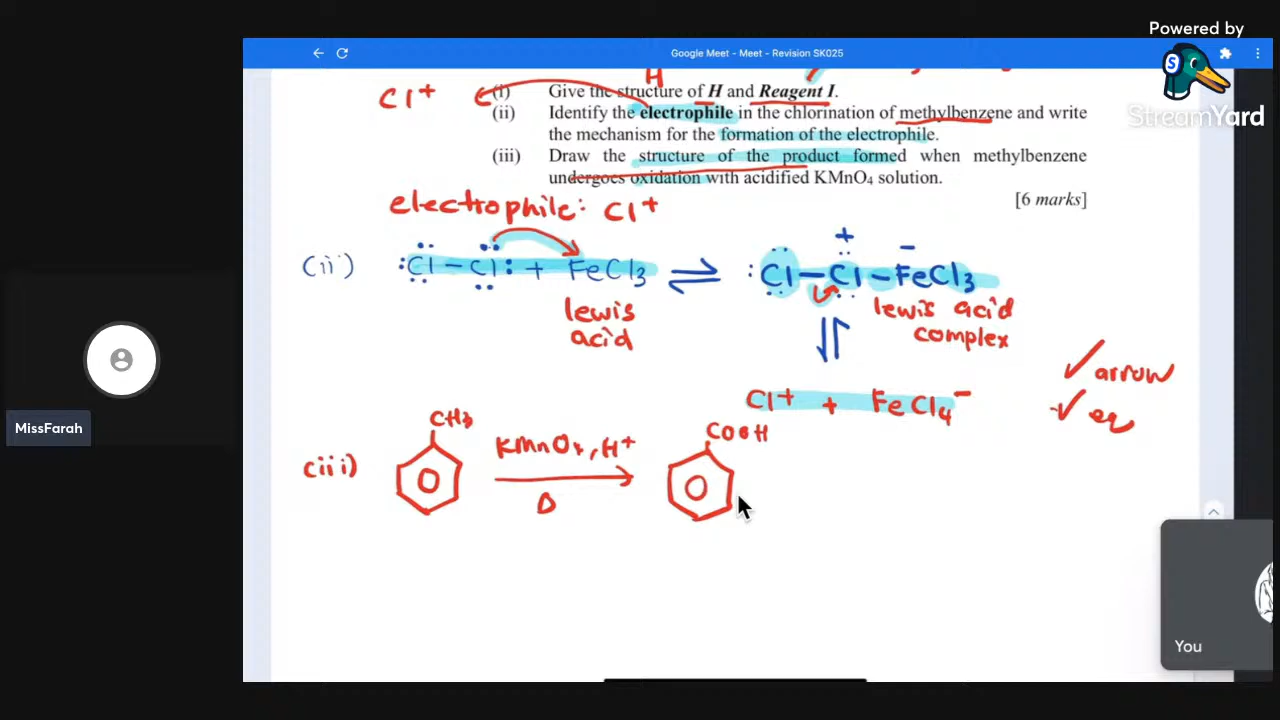 Powered by
StreamYard
Google Meet - Meet - Revision SK025
H
Cl+
(i) Give the structure of H and Reagent I.
(ii) Identify the electrophile in the chlorination of methylbenzene and write
the mechanism for the formation of the electrophile.
(iii) Draw the structure of the product formed when methylbenzene
undergoes oxidation with acidified KMnO4 solution.
[6 marks]
electrophile: Cl+
(ii) :Cl - Cl: + FeCl3 ⇌ :Cl - Cl - FeCl3
+ -
lewis acid
lewis acid complex
⇌
Cl+ + FeCl4-
✓ arrow
✓ eq
(iii) CH3 KMnO4, H+ COOH
Δ
MissFarah
You